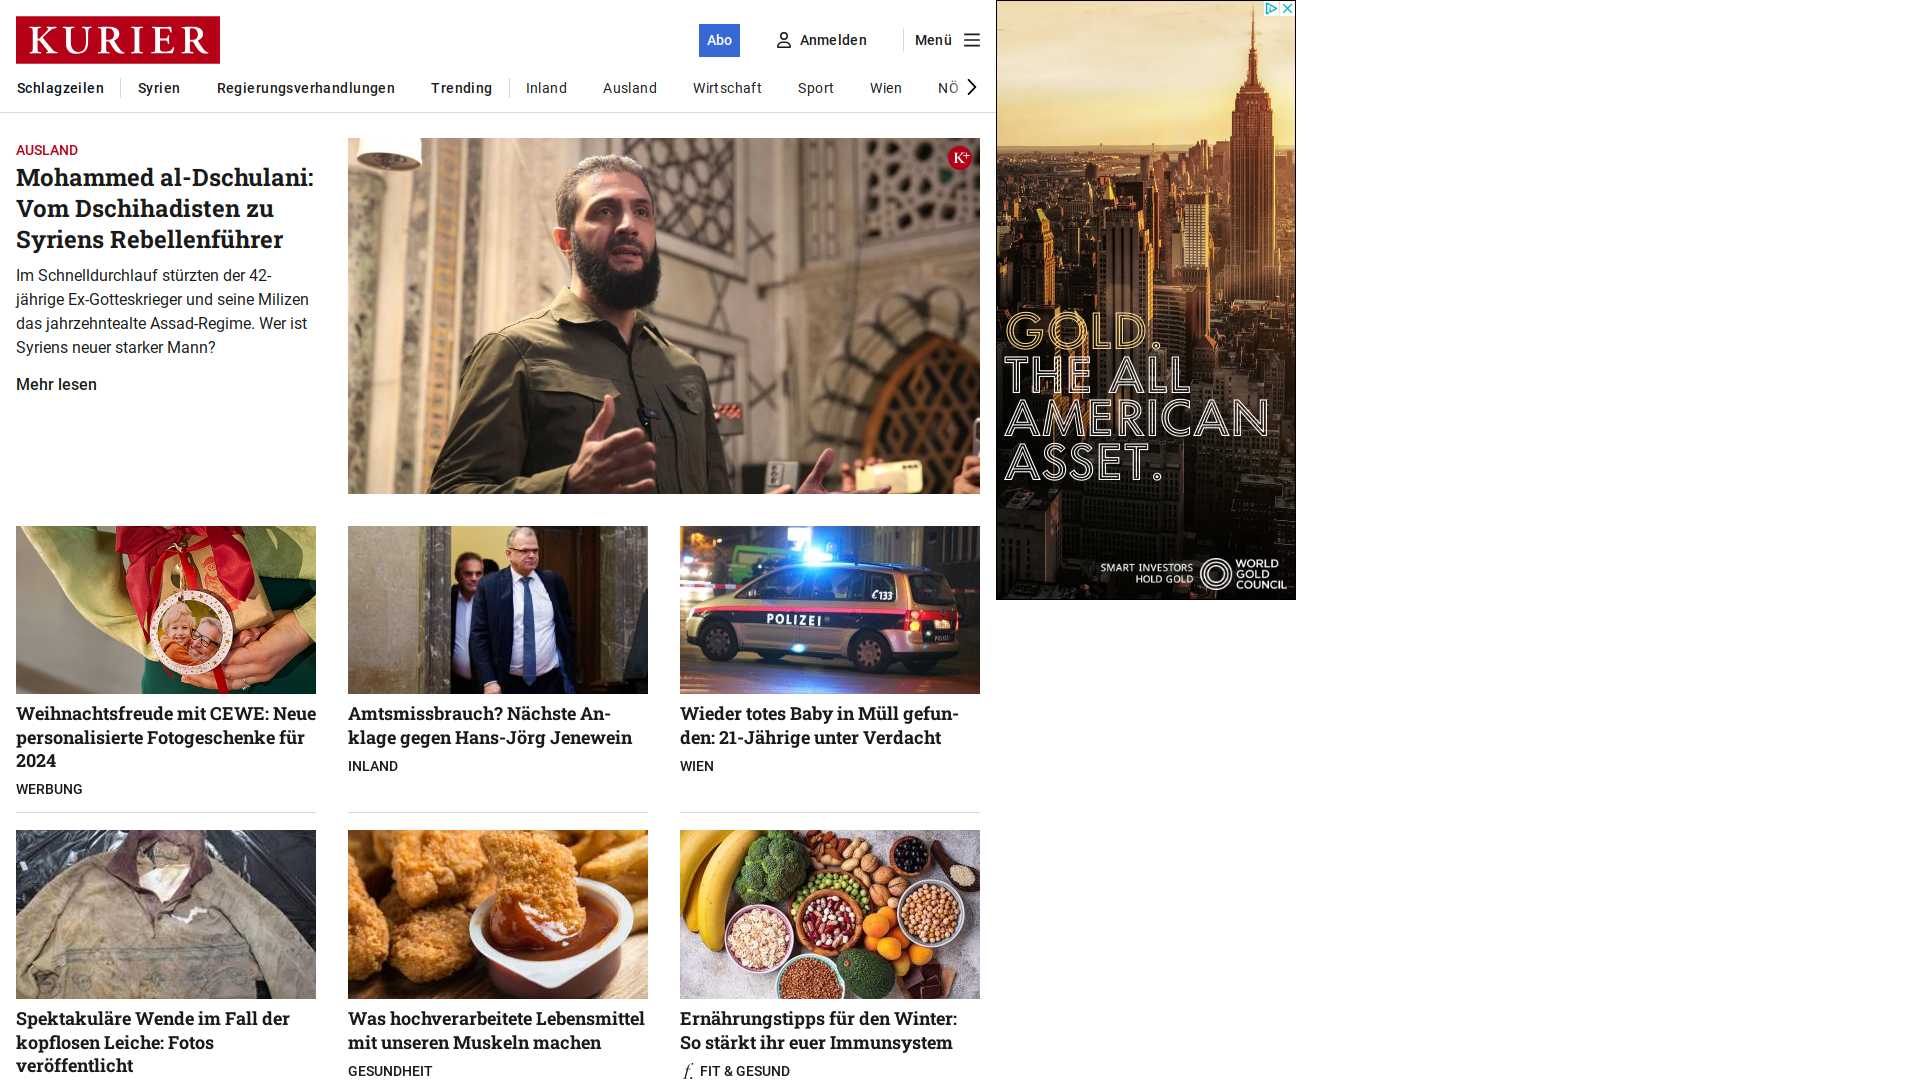 KURIER
Abo
Anmelden
Menü
Schlagzeilen
Syrien
Regierungsverhandlungen
Trending
Inland
Ausland
Wirtschaft
Sport
Wien
NÖ
AUSLAND
Mohammed al-Dschulani:
Vom Dschihadisten zu
Syriens Rebellenführer
Im Schnelldurchlauf stürzten der 42-
jährige Ex-Gotteskrieger und seine Milizen
das jahrzehntealte Assad-Regime. Wer ist
Syriens neuer starker Mann?
Mehr lesen
K+
GOLD.
THE ALL
AMERICAN
ASSET.
SMART INVESTORS
HOLD GOLD
WORLD
GOLD
COUNCIL
Weihnachtsfreude mit CEWE: Neue
personalisierte Fotogeschenke für
2024
WERBUNG
Amtsmissbrauch? Nächste An-
klage gegen Hans-Jörg Jenewein
INLAND
133
POLIZEI
Wieder totes Baby in Müll gefun-
den: 21-Jährige unter Verdacht
WIEN
Spektakuläre Wende im Fall der
kopflosen Leiche: Fotos
veröffentlicht
Was hochverarbeitete Lebensmittel
mit unseren Muskeln machen
GESUNDHEIT
Ernährungstipps für den Winter:
So stärkt ihr euer Immunsystem
f. FIT & GESUND